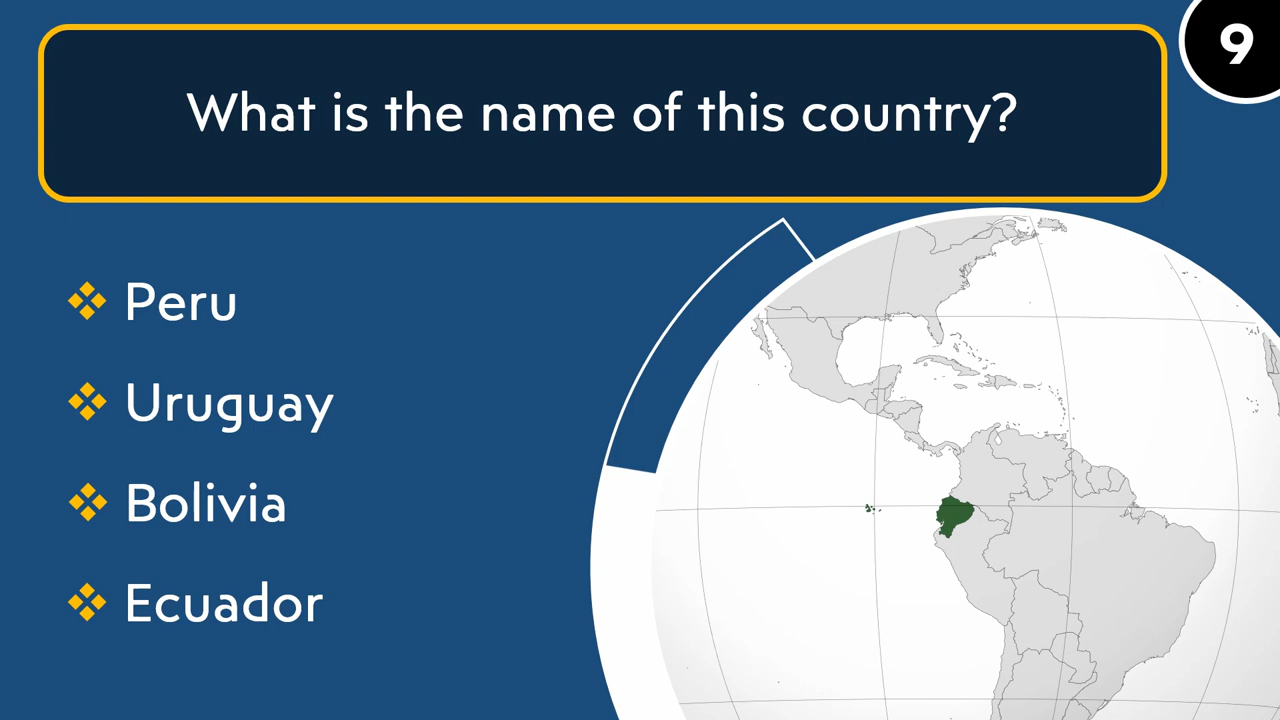 9
What is the name of this country?
Peru
Uruguay
Bolivia
Ecuador